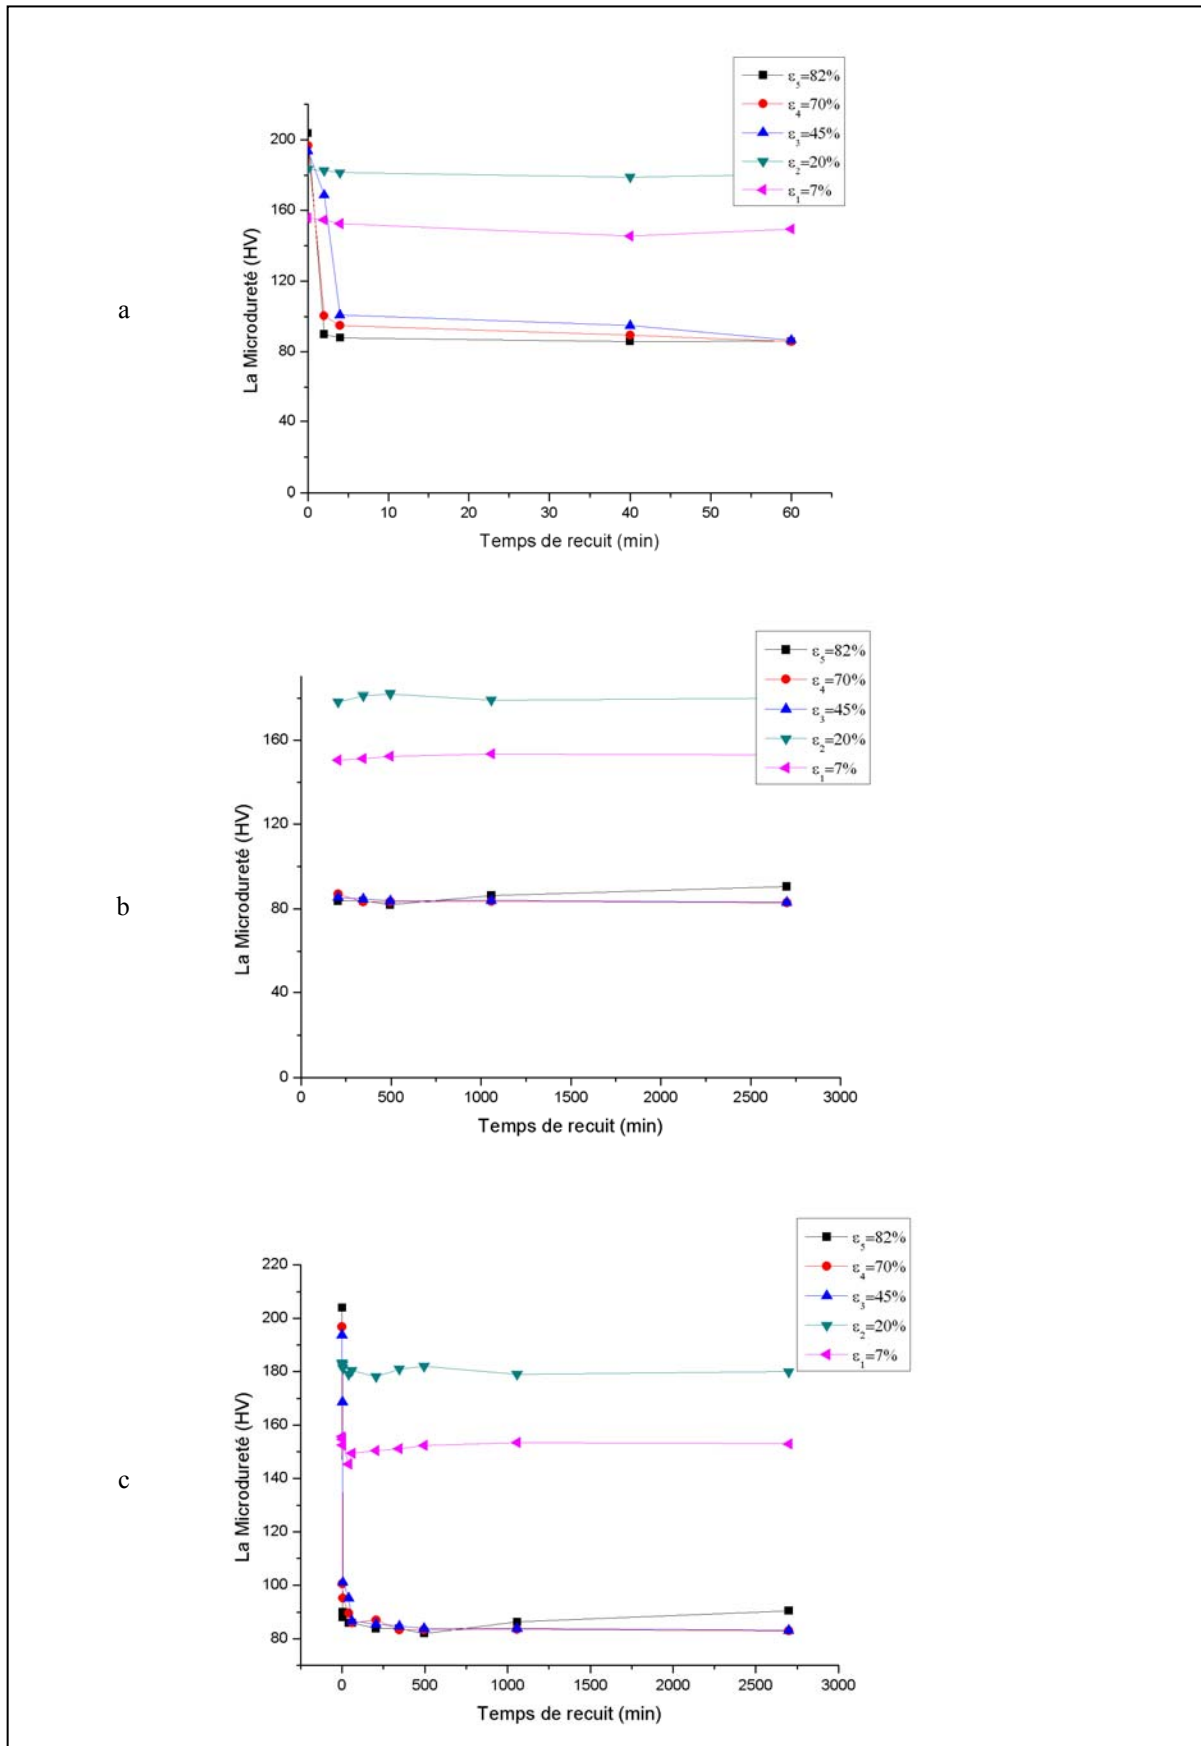 ε5=82%
ε4=70%
ε3=45%
ε2=20%
ε1=7%
200
160
120
80
40
0
La Microdureté (HV)
a
0 10 20 30 40 50 60
Temps de recuit (min)
ε5=82%
ε4=70%
ε3=45%
ε2=20%
ε1=7%
160
120
80
40
0
La Microdureté (HV)
b
0 500 1000 1500 2000 2500 3000
Temps de recuit (min)
ε5=82%
ε4=70%
ε3=45%
ε2=20%
ε1=7%
220
200
180
160
140
120
100
80
La Microdureté (HV)
c
0 500 1000 1500 2000 2500 3000
Temps de recuit (min)